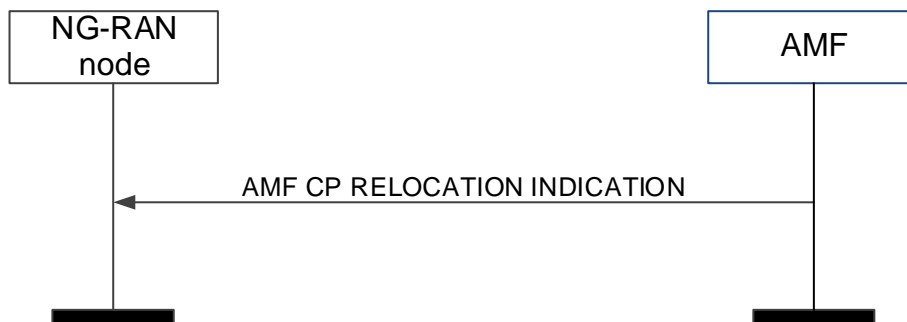 NG-RAN
node
AMF
AMF CP RELOCATION INDICATION